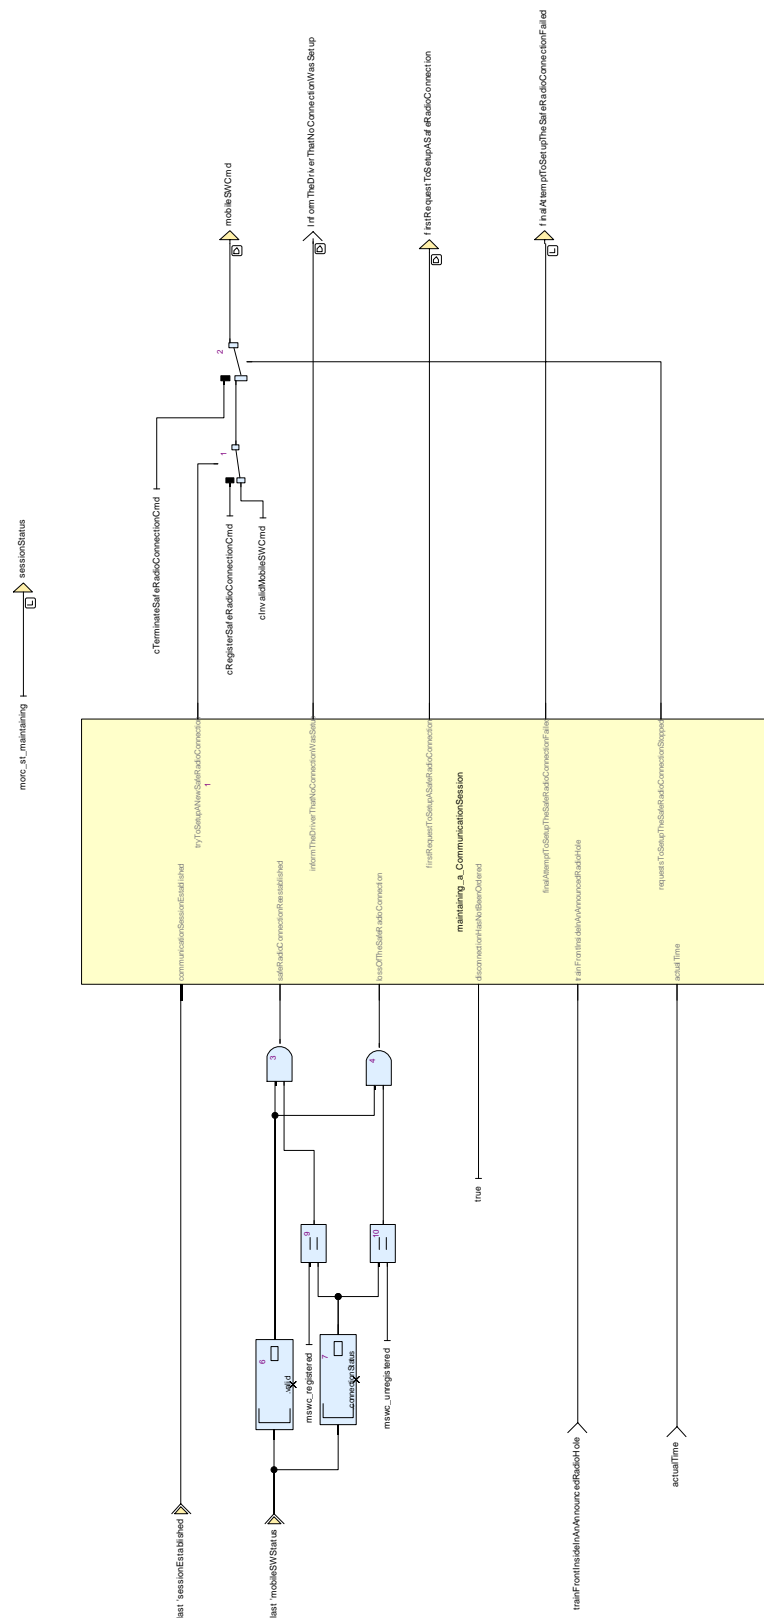 morc_st_maintaining
L
sessionStatus
last 'sessionEstablished
communicationSessionEstablished
cTerminateSafeRadioConnectionCmd
tryToSetupANewSafeRadioConnection
1
cRegisterSafeRadioConnectionCmd
cInvalidMobileSWCmd
1
2
D
mobileSWCmd
last 'mobileSWStatus
6
.valid
3
safeRadioConnectionReestablished
informTheDriverThatNoConnectionWasSetup
D
InformTheDriverThatNoConnectionWasSetup
mswc_registered
9
=
7
.connectionStatus
mswc_unregistered
10
=
4
lossOfTheSafeRadioConnection
firstRequestToSetupASafeRadioConnection
D
firstRequestToSetupASafeRadioConnection
maintaining_a_CommunicationSession
true
disconnectionHasNotBeenOrdered
finalAttemptToSetupTheSafeRadioConnectionFailed
L
finalAttemptToSetupTheSafeRadioConnectionFailed
trainFrontInsideInAnAnnouncedRadioHole
trainFrontInsideInAnAnnouncedRadioHole
requestsToSetupTheSafeRadioConnectionStopped
actualTime
actualTime